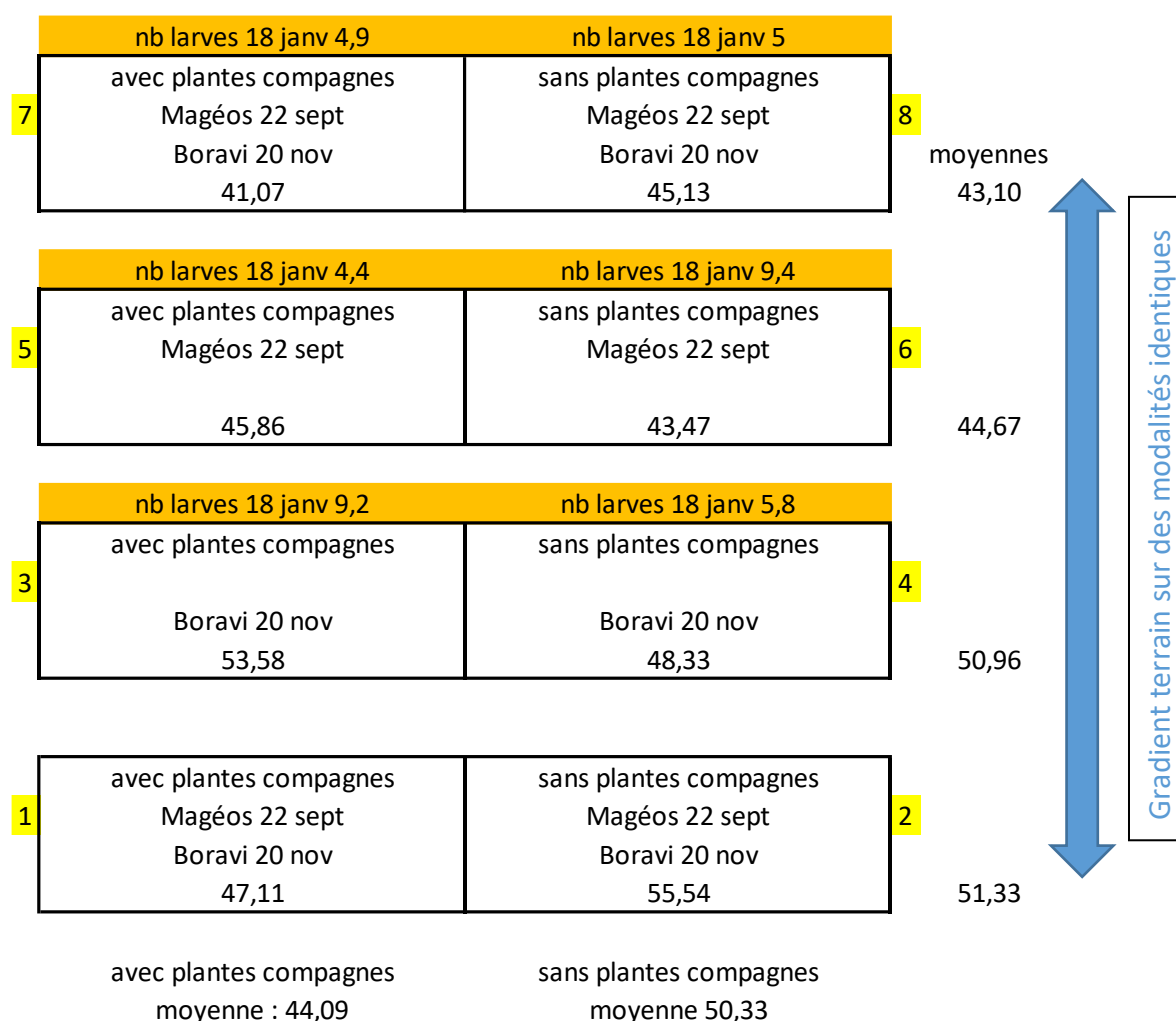 nb larves 18 janv 4,9 nb larves 18 janv 5
avec plantes compagnes sans plantes compagnes
7 Magéos 22 sept Magéos 22 sept 8
Boravi 20 nov Boravi 20 nov moyennes
41,07 45,13 43,10
nb larves 18 janv 4,4 nb larves 18 janv 9,4
avec plantes compagnes sans plantes compagnes
5 Magéos 22 sept Magéos 22 sept 6
45,86 43,47 44,67
nb larves 18 janv 9,2 nb larves 18 janv 5,8
avec plantes compagnes sans plantes compagnes
3 4
Boravi 20 nov Boravi 20 nov
53,58 48,33 50,96
avec plantes compagnes sans plantes compagnes
1 Magéos 22 sept Magéos 22 sept 2
Boravi 20 nov Boravi 20 nov
47,11 55,54 51,33
avec plantes compagnes sans plantes compagnes
moyenne : 44,09 moyenne 50,33
Gradient terrain sur des modalités identiques